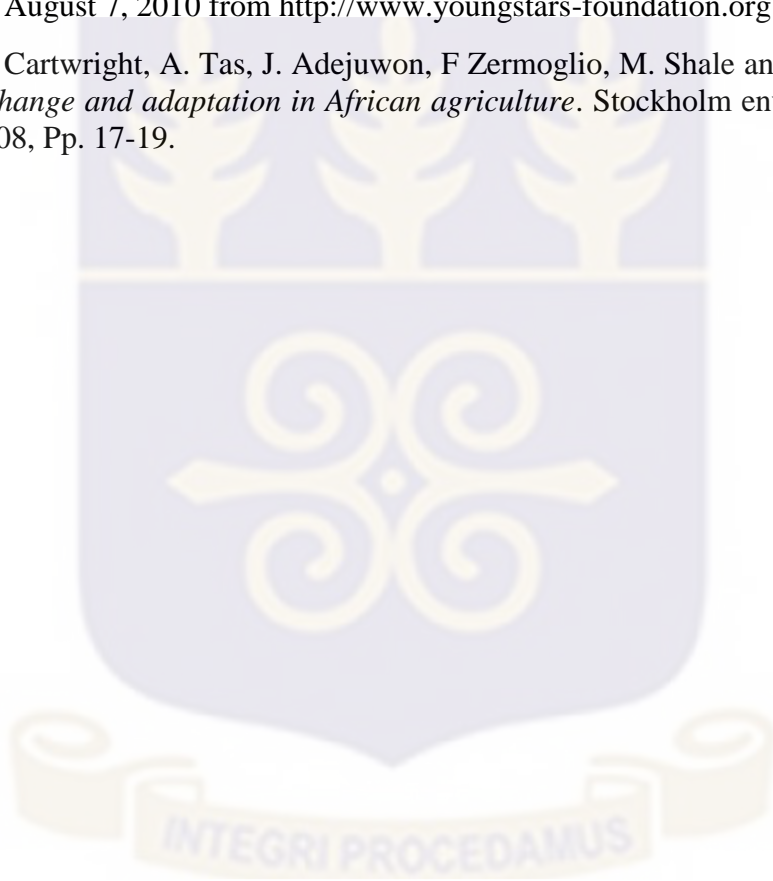 August 7, 2010 from http://www.youngstars-foundation.org
Cartwright, A. Tas, J. Adejuwon, F Zermoglio, M. Shale an
hange and adaptation in African agriculture. Stockholm en
08, Pp. 17-19.
INTEGRI PROCEDAMUS